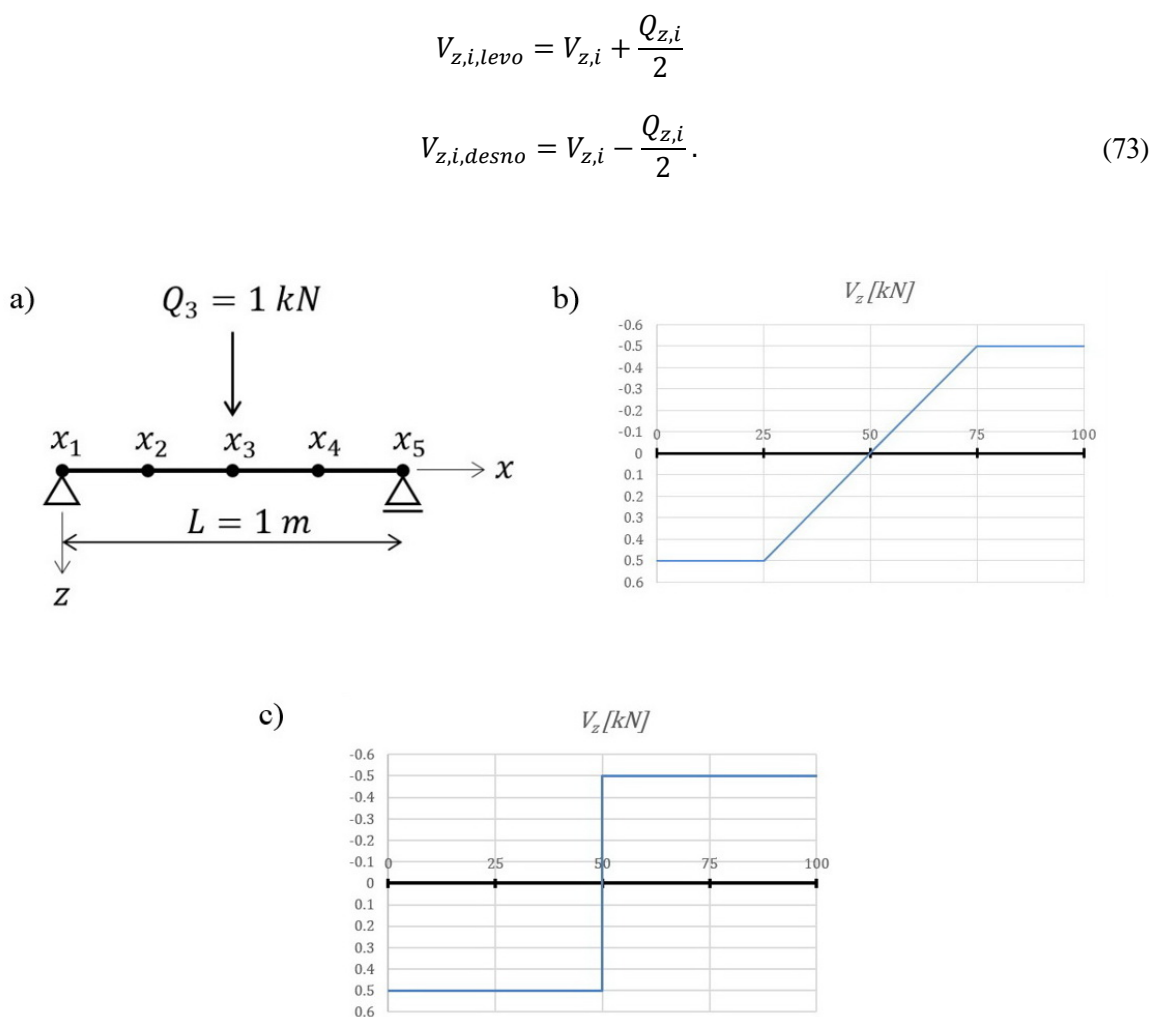 V_{z,i,levo} = V_{z,i} + \frac{Q_{z,i}}{2}
V_{z,i,desno} = V_{z,i} - \frac{Q_{z,i}}{2} . (73)
a)
Q_3 = 1 kN
x_1 x_2 x_3 x_4 x_5 x
L = 1 m
z
b)
V_z [kN]
-0.6
-0.5
-0.4
-0.3
-0.2
-0.1 0 25 50 75 100
0
0.1
0.2
0.3
0.4
0.5
0.6
c)
V_z [kN]
-0.6
-0.5
-0.4
-0.3
-0.2
-0.1 0 25 50 75 100
0
0.1
0.2
0.3
0.4
0.5
0.6